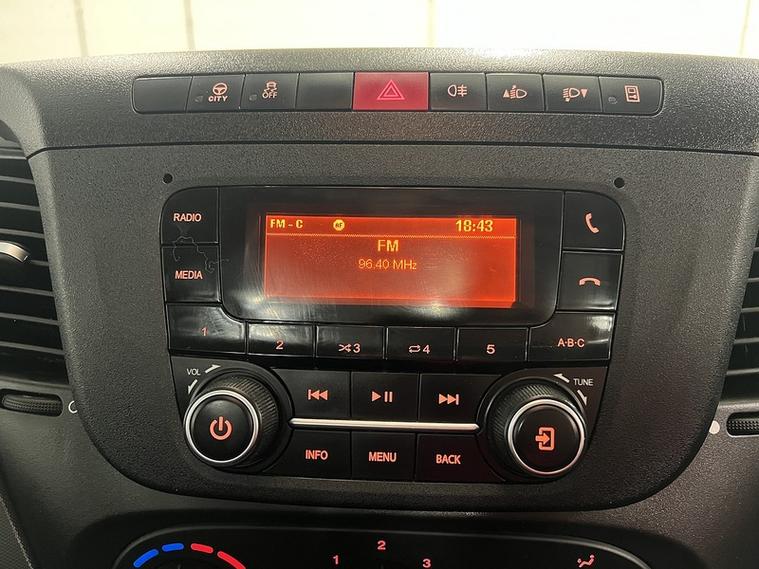 CITY
OFF
RADIO
FM - C
AF
18:43
FM
96.40 MHz
MEDIA
1
2
3
4
5
A·B·C
VOL
TUNE
INFO
MENU
BACK
1
2
3